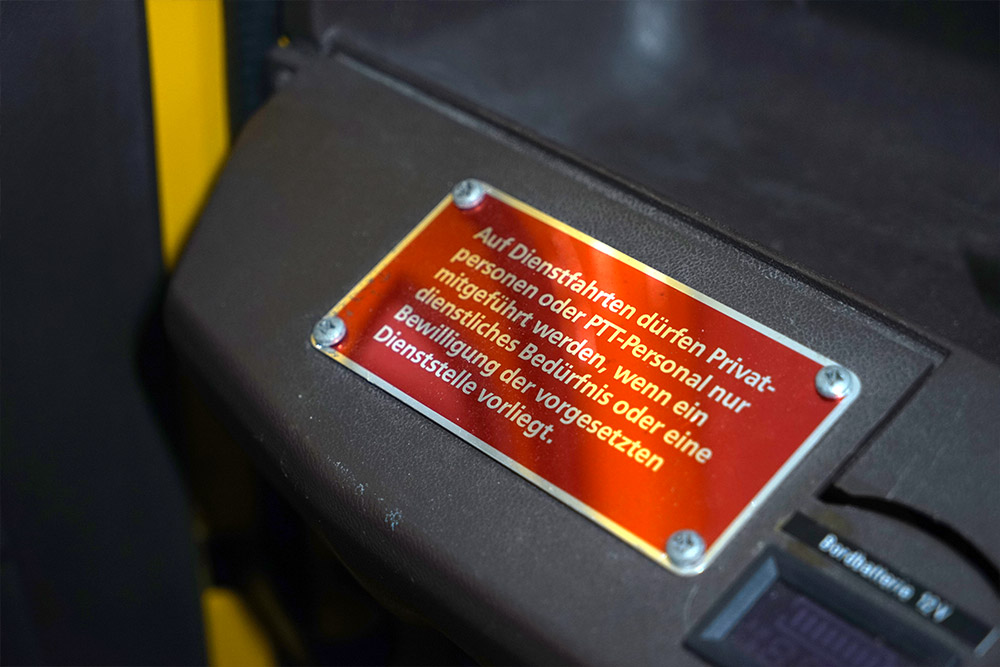 Auf Dienstfahrten dürfen Privat-
personen oder PTT-Personal nur
mitgeführt werden, wenn ein
dienstliches Bedürfnis oder eine
Bewilligung der vorgesetzten
Dienststelle vorliegt.
Bordbatterie 12V